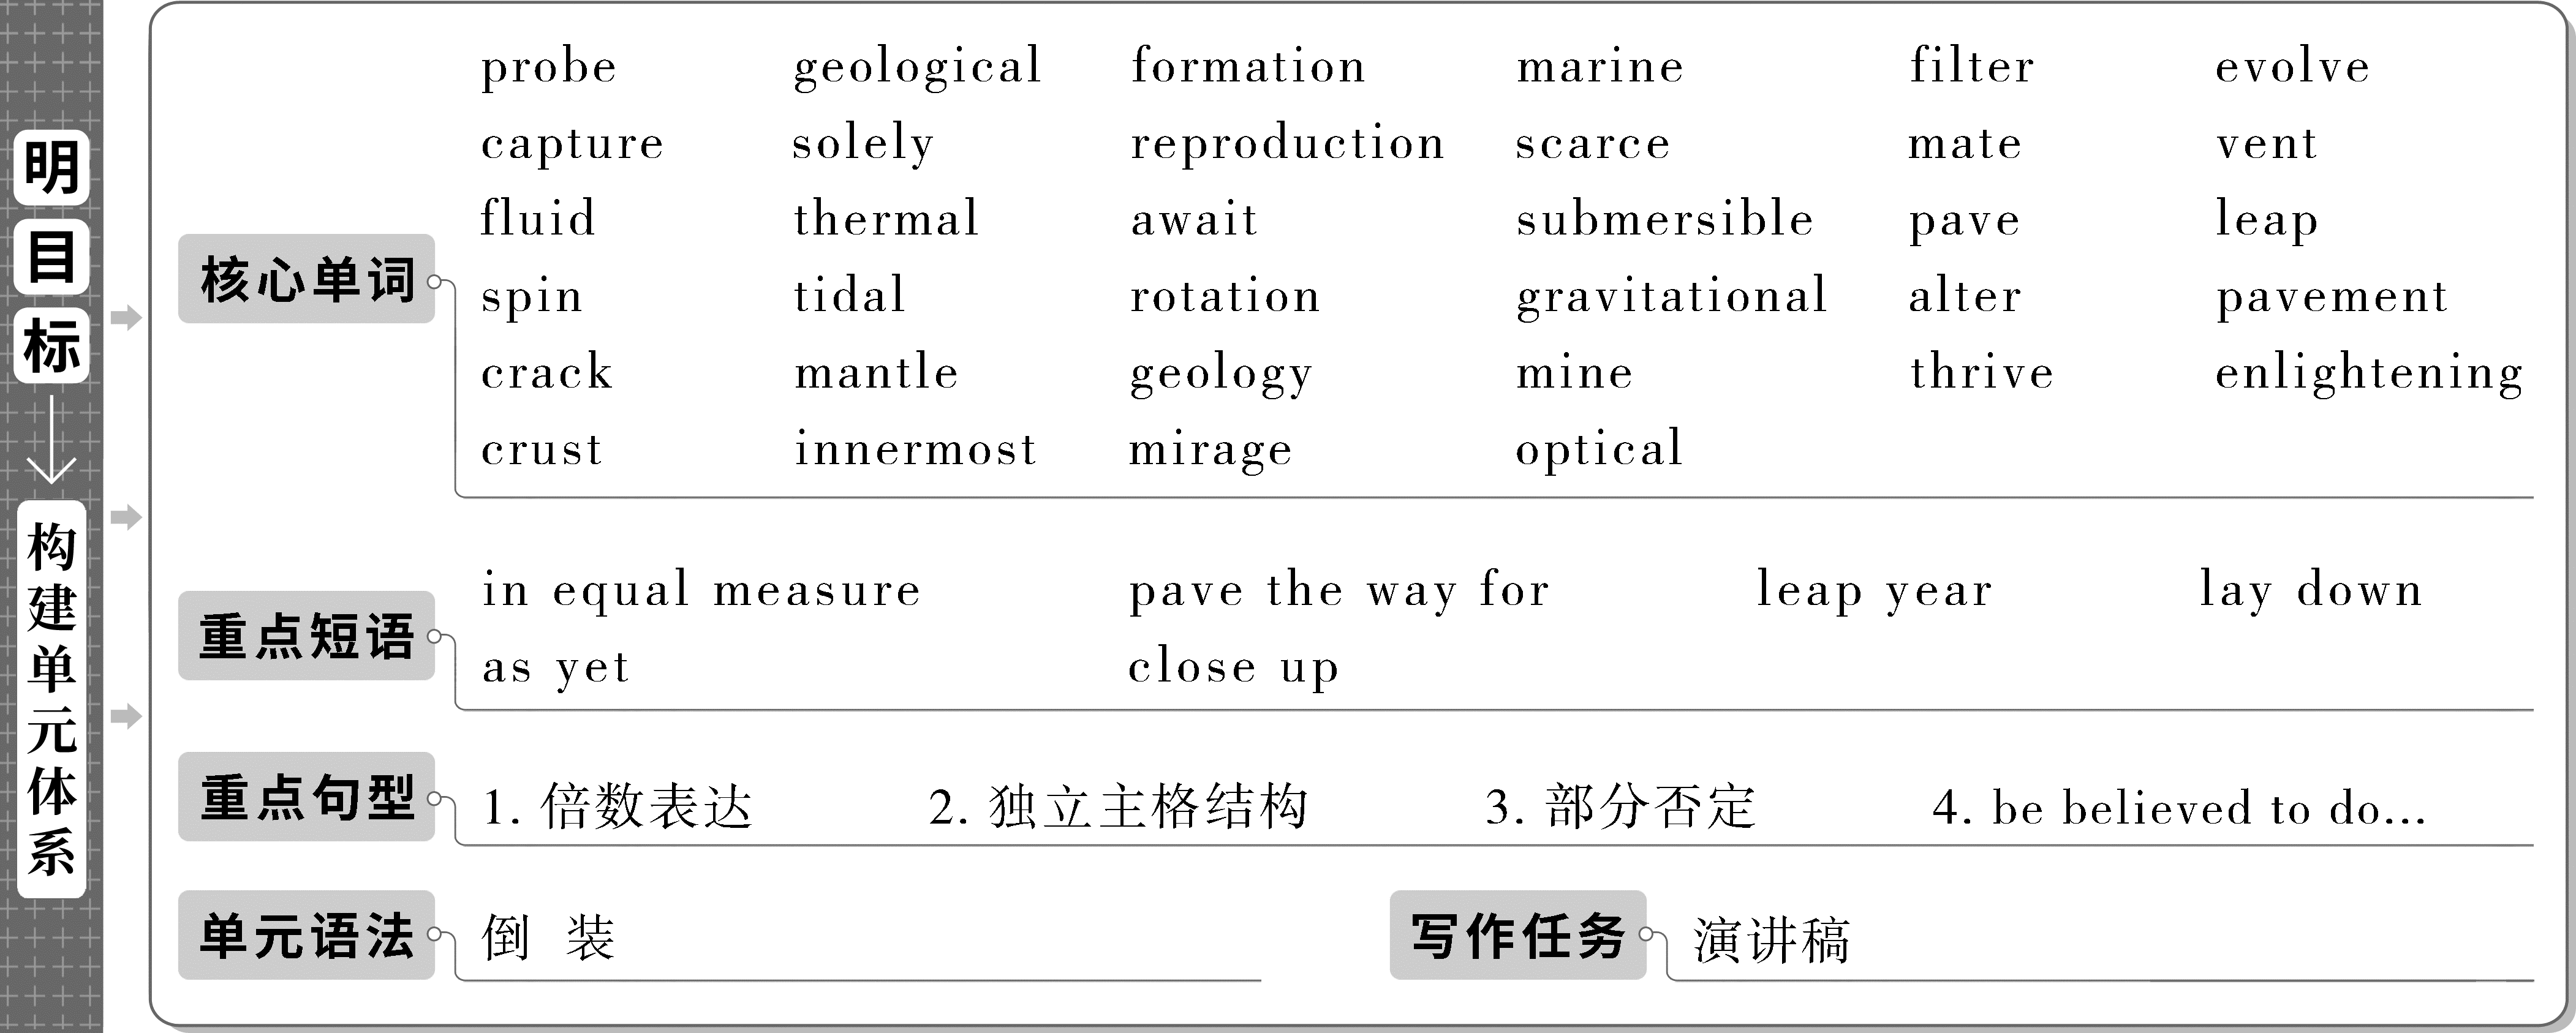 明目标
构建单元体系
核心单词
probe geological formation marine filter evolve
capture solely reproduction scarce mate vent
fluid thermal await submersible pave leap
spin tidal rotation gravitational alter pavement
crack mantle geology mine thrive enlightening
crust innermost mirage optical
重点短语
in equal measure pave the way for leap year lay down
as yet close up
重点句型
1. 倍数表达 2. 独立主格结构 3. 部分否定 4. be believed to do...
单元语法
倒 装
写作任务
演讲稿